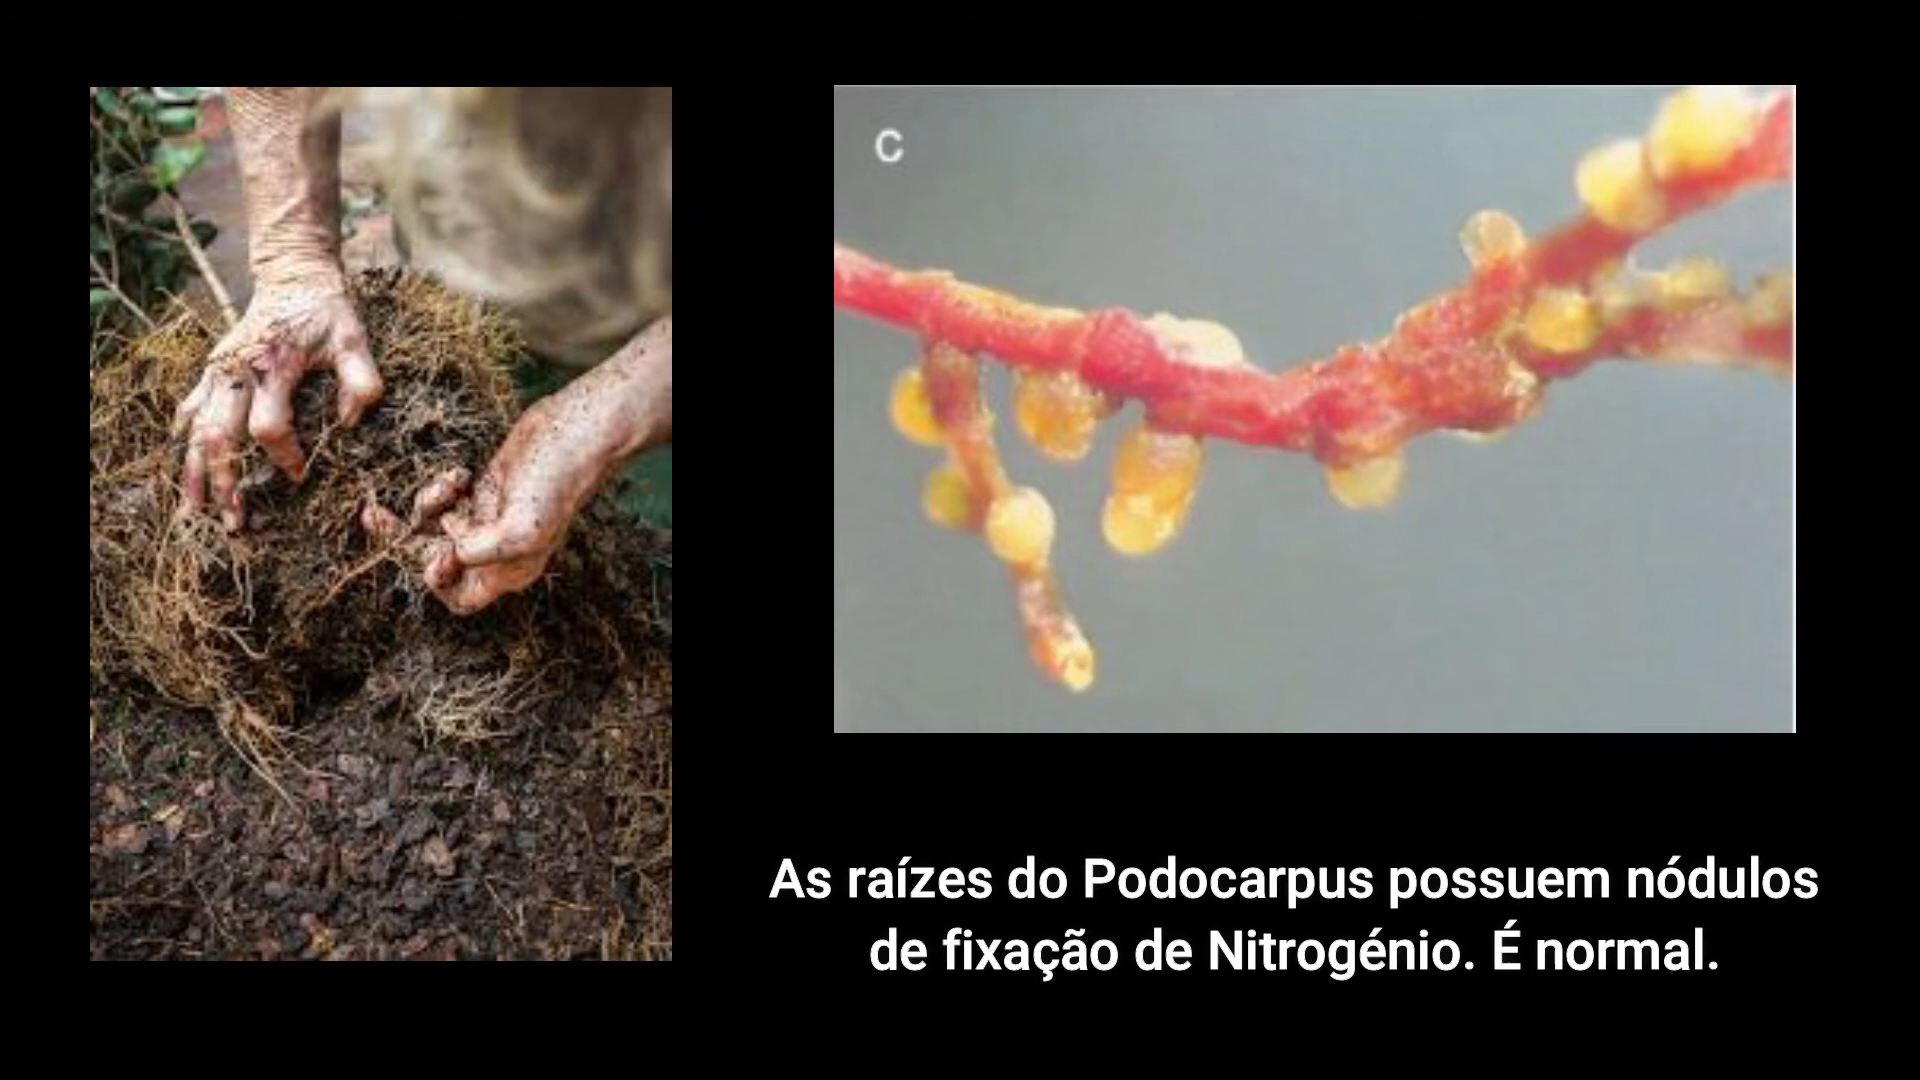 C
As raízes do Podocarpus possuem nódulos
de fixação de Nitrogénio. É normal.